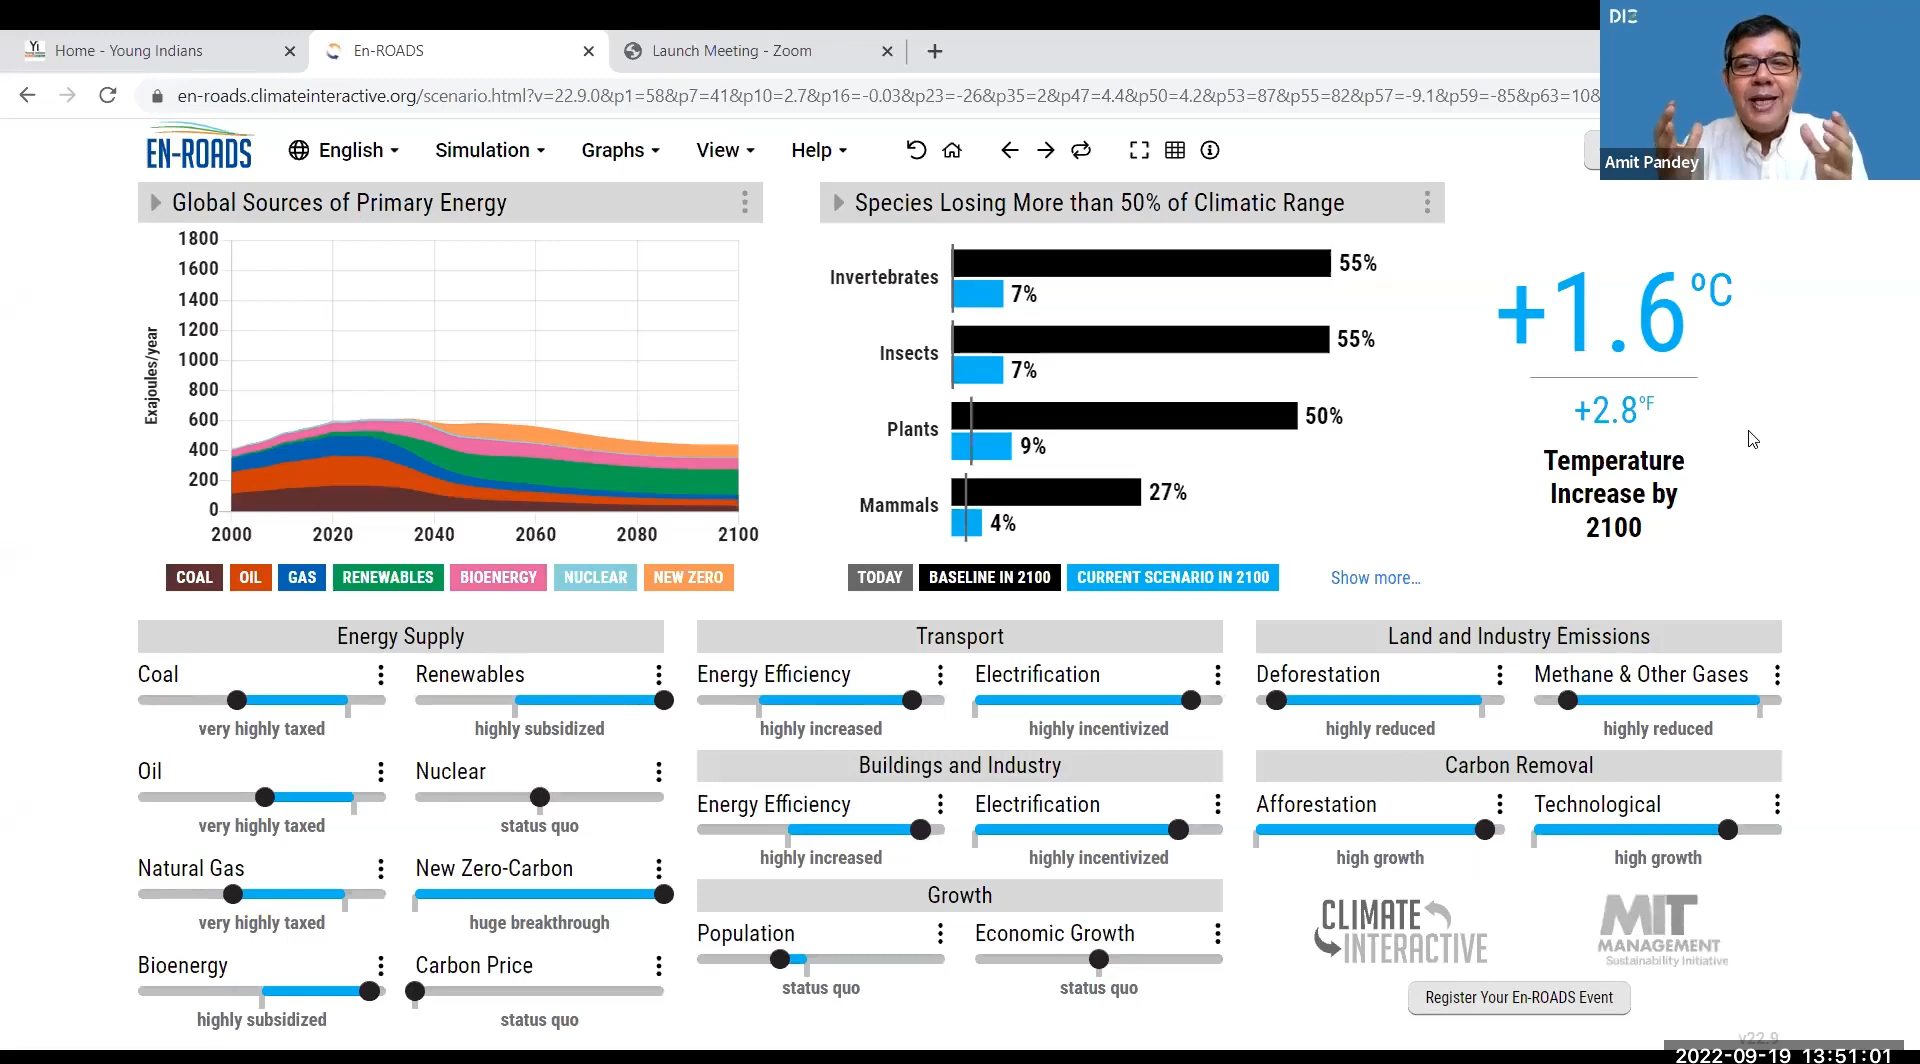 Home - Young Indians
En-ROADS
Launch Meeting - Zoom
en-roads.climateinteractive.org/scenario.html?v=22.9.0&p1=58&p7=41&p10=2.7&p16=-0.03&p23=-26&p35=2&p47=4.4&p50=4.2&p53=87&p55=82&p57=-9.1&p59=-85&p63=10&
Amit Pandey
EN-ROADS
English
Simulation
Graphs
View
Help
Global Sources of Primary Energy
Exajoules/year
1800
1600
1400
1200
1000
800
600
400
200
0
2000 2020 2040 2060 2080 2100
COAL OIL GAS RENEWABLES BIOENERGY NUCLEAR NEW ZERO
Species Losing More than 50% of Climatic Range
Invertebrates 55% 7%
Insects 55% 7%
Plants 50% 9%
Mammals 27% 4%
TODAY BASELINE IN 2100 CURRENT SCENARIO IN 2100
Show more...
+1.6 °C
+2.8 °F
Temperature
Increase by
2100
Energy Supply
Coal
very highly taxed
Renewables
highly subsidized
Oil
very highly taxed
Nuclear
status quo
Natural Gas
very highly taxed
New Zero-Carbon
huge breakthrough
Bioenergy
highly subsidized
Carbon Price
status quo
Transport
Energy Efficiency
highly increased
Electrification
highly incentivized
Buildings and Industry
Energy Efficiency
highly increased
Electrification
highly incentivized
Growth
Population
status quo
Economic Growth
status quo
Land and Industry Emissions
Deforestation
highly reduced
Methane & Other Gases
highly reduced
Carbon Removal
Afforestation
high growth
Technological
high growth
CLIMATE
INTERACTIVE
MIT
MANAGEMENT
Sustainability Initiative
Register Your En-ROADS Event
v22.9
2022-09-19 13:51:01